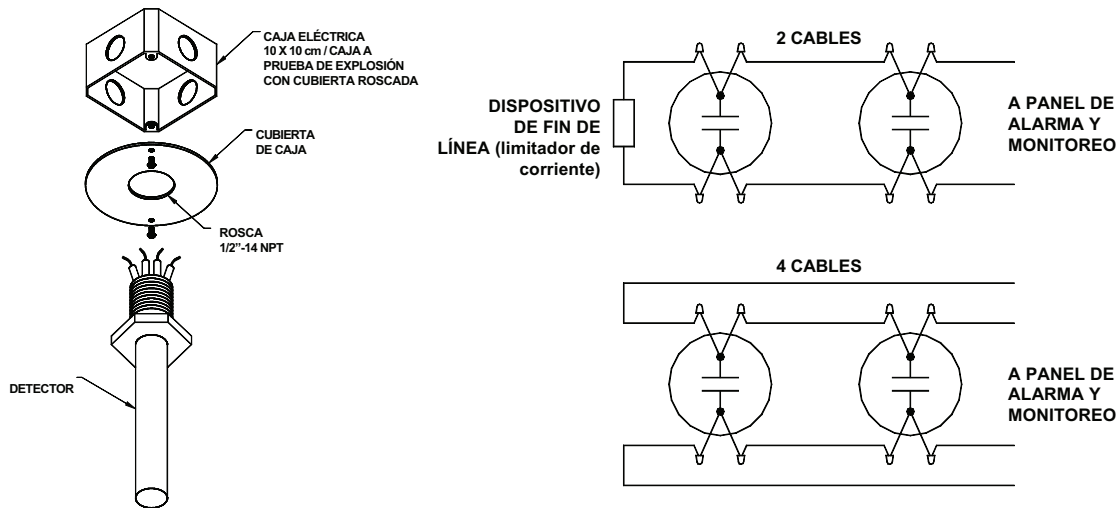 CAJA ELÉCTRICA
10 X 10 cm / CAJA A
PRUEBA DE EXPLOSIÓN
CON CUBIERTA ROSCADA
CUBIERTA
DE CAJA
ROSCA
1/2”-14 NPT
DETECTOR
2 CABLES
DISPOSITIVO
DE FIN DE
LÍNEA (limitador de
corriente)
A PANEL DE
ALARMA Y
MONITOREO
4 CABLES
A PANEL DE
ALARMA Y
MONITOREO